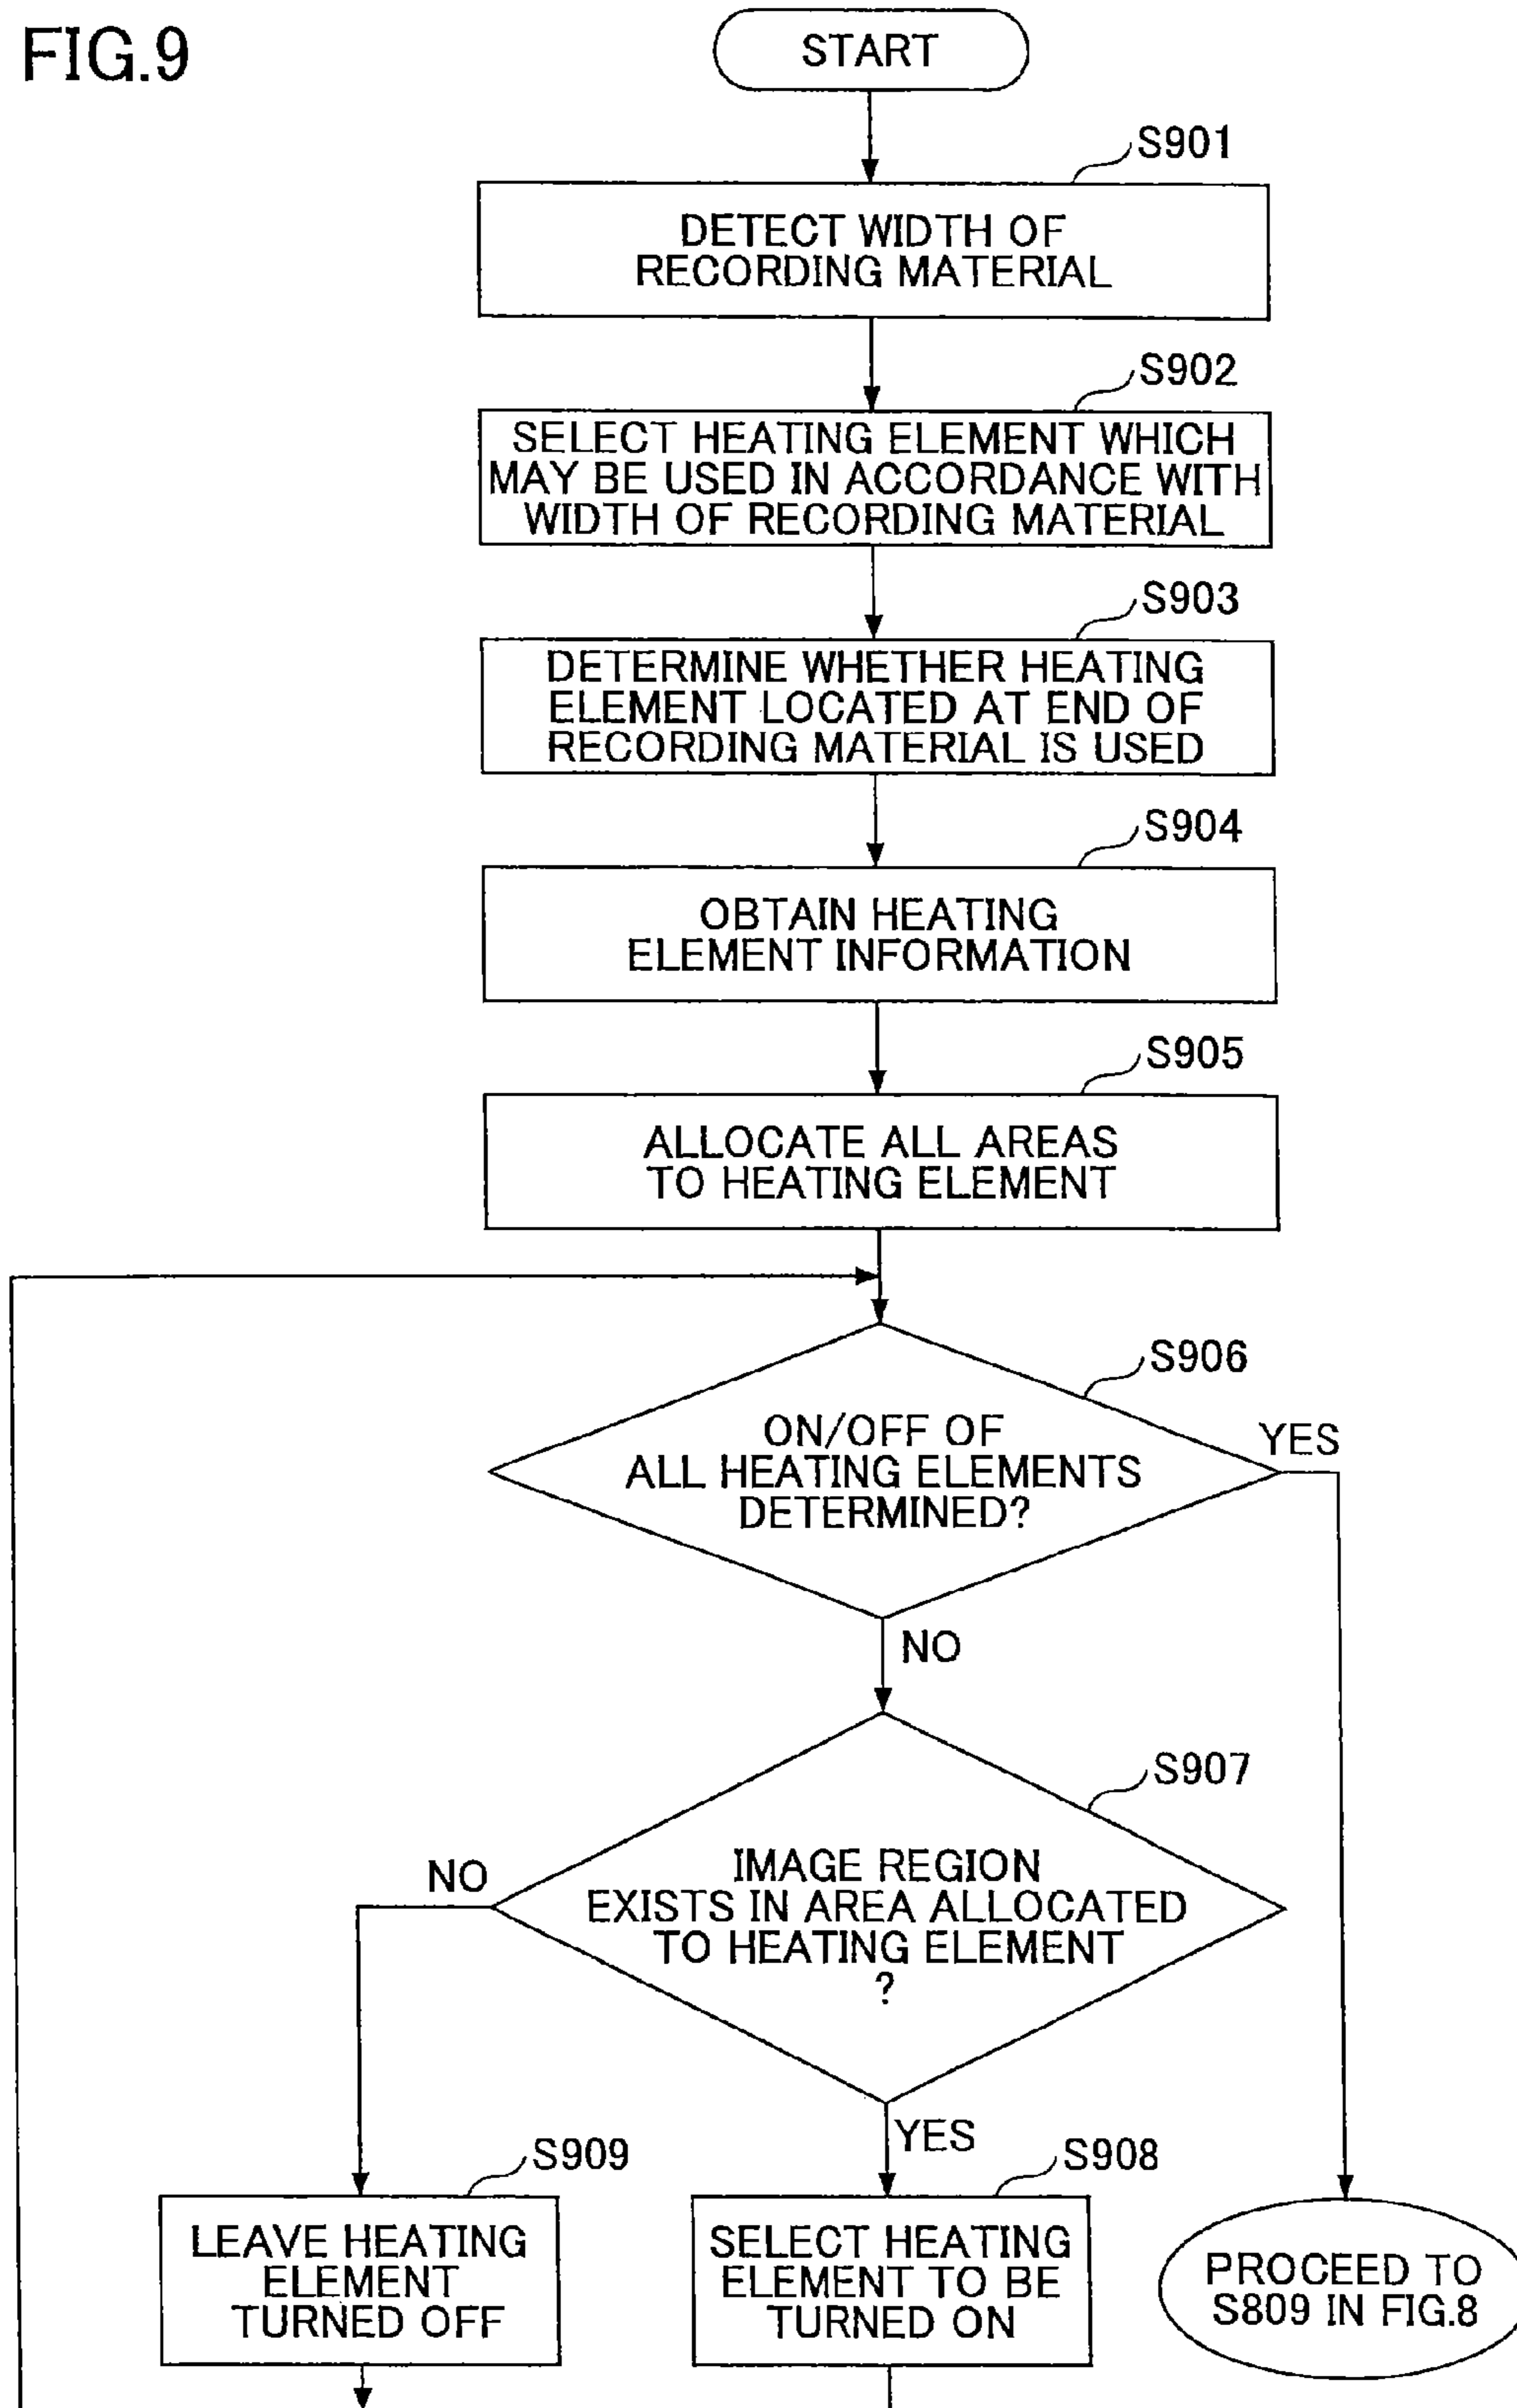 FIG.9
START
S901
DETECT WIDTH OF
RECORDING MATERIAL
S902
SELECT HEATING ELEMENT WHICH
MAY BE USED IN ACCORDANCE WITH
WIDTH OF RECORDING MATERIAL
S903
DETERMINE WHETHER HEATING
ELEMENT LOCATED AT END OF
RECORDING MATERIAL IS USED
S904
OBTAIN HEATING
ELEMENT INFORMATION
S905
ALLOCATE ALL AREAS
TO HEATING ELEMENT
S906
ON/OFF OF
ALL HEATING ELEMENTS
DETERMINED?
YES
NO
S907
IMAGE REGION
EXISTS IN AREA ALLOCATED
TO HEATING ELEMENT
?
NO
YES
S909
LEAVE HEATING
ELEMENT
TURNED OFF
S908
SELECT HEATING
ELEMENT TO BE
TURNED ON
PROCEED TO
S809 IN FIG.8